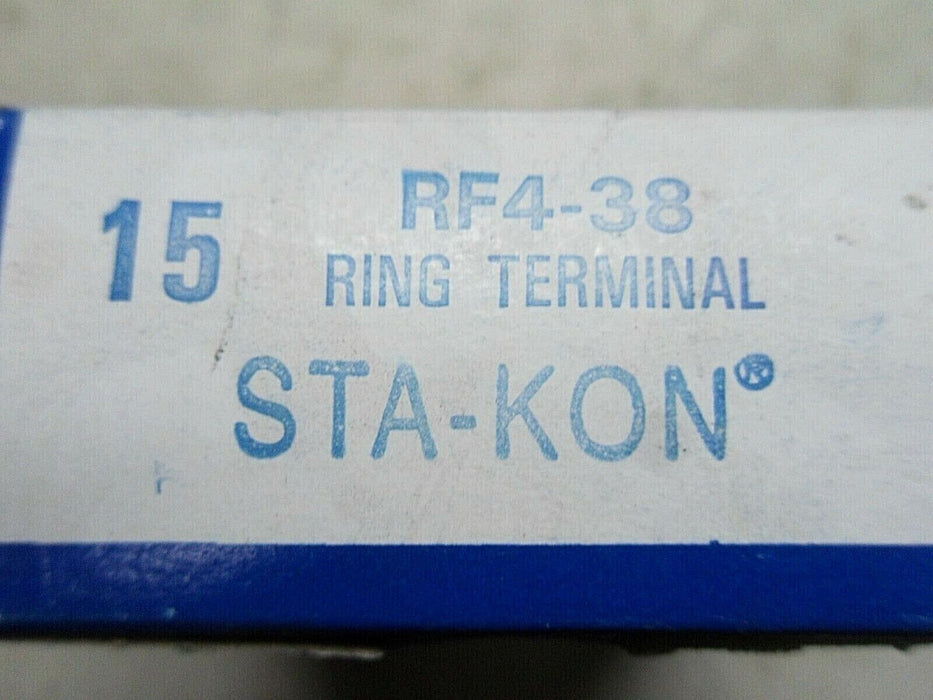 15
RF4-38
RING TERMINAL
STA-KON®